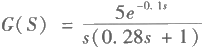 G(S) = 5e^{-0.1s} / s(0.28s + 1)